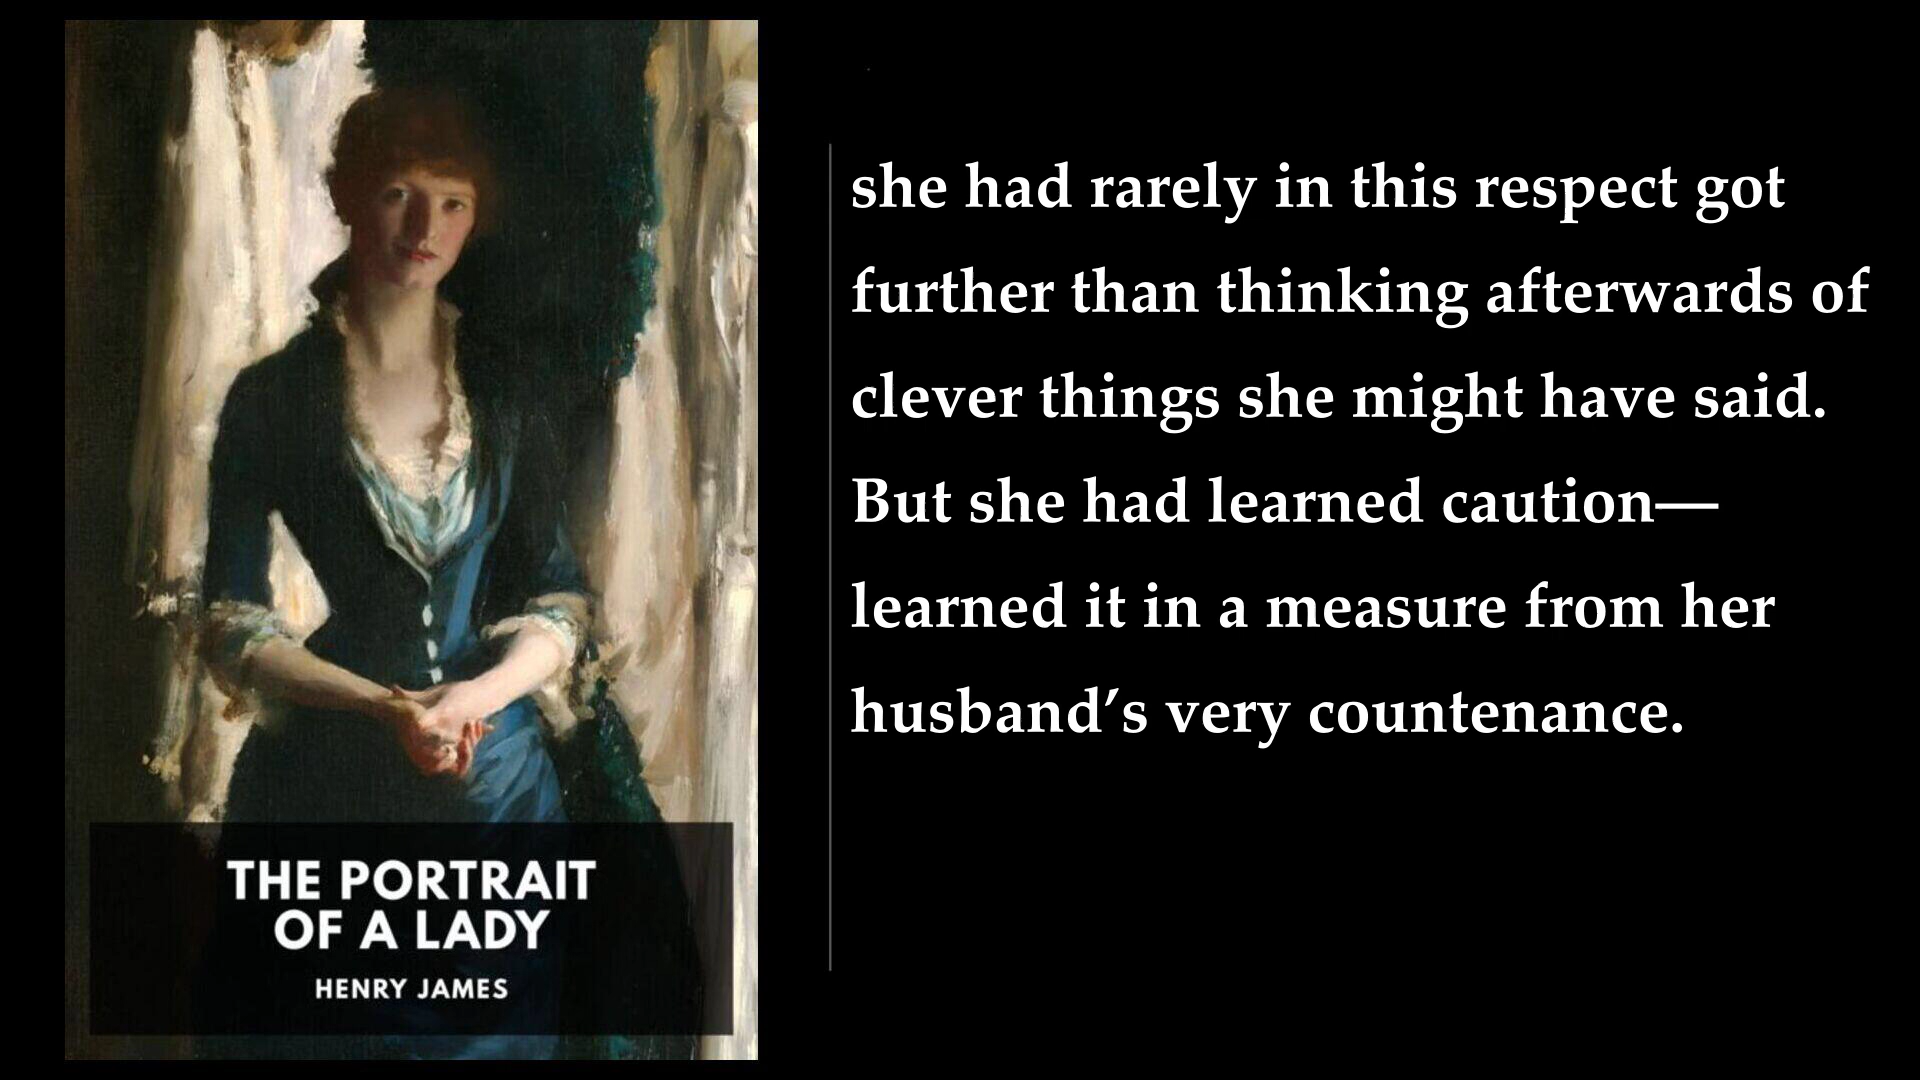 she had rarely in this respect got
further than thinking afterwards of
clever things she might have said.
But she had learned caution—
learned it in a measure from her
husband’s very countenance.
THE PORTRAIT
OF A LADY
HENRY JAMES